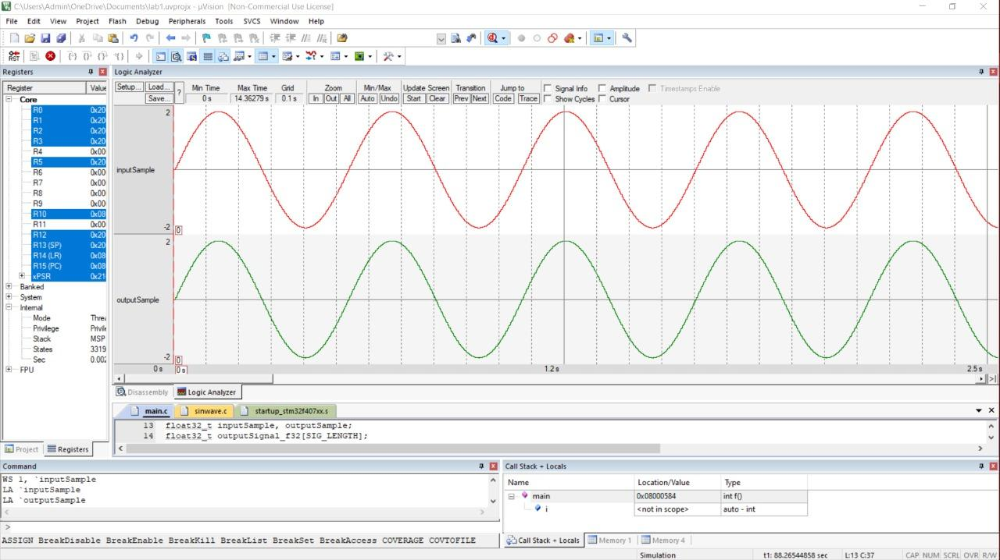 C:\Users\Admin\OneDrive\Documents\lab1.uvprojx - µVision [Non-Commercial Use License]
File Edit View Project Flash Debug Peripherals Tools SVCS Window Help
RST
Registers
Logic Analyzer
Register Value
Core
R0 0x20
R1 0x20
R2 0x20
R3 0x20
R4 0x00
R5 0x20
R6 0x00
R7 0x00
R8 0x00
R9 0x00
R10 0x08
R11 0x00
R12 0x20
R13 (SP) 0x20
R14 (LR) 0x08
R15 (PC) 0x08
xPSR 0x21
Banked
System
Internal
Mode Threa
Privilege Privil
Stack MSP
States 3319
Sec 0.002
FPU
Project Registers
Setup... Load... ? Min Time Max Time Grid Zoom Min/Max Update Screen Transition Jump to Signal Info Amplitude Timestamps Enable
Save... 0 s 14.36279 s 0.1 s In Out All Auto Undo Start Clear Prev Next Code Trace Show Cycles Cursor
2
inputSample
-2
0
2
outputSample
-2
0
0 s 0 s 1.2 s 2.5 s
Disassembly Logic Analyzer
main.c sinwave.c startup_stm32f407xx.s
13 float32_t inputSample, outputSample;
14 float32_t outputSignal_f32[SIG_LENGTH];
Command
WS 1, `inputSample
LA `inputSample
LA `outputSample
>
ASSIGN BreakDisable BreakEnable BreakKill BreakList BreakSet BreakAccess COVERAGE COVTOFILE
Call Stack + Locals
Name Location/Value Type
main 0x08000584 int f()
i <not in scope> auto - int
Call Stack + Locals Memory 1 Memory 4
Simulation t1: 88.26544858 sec L:13 C:37 CAP NUM SCRL OVR R/W